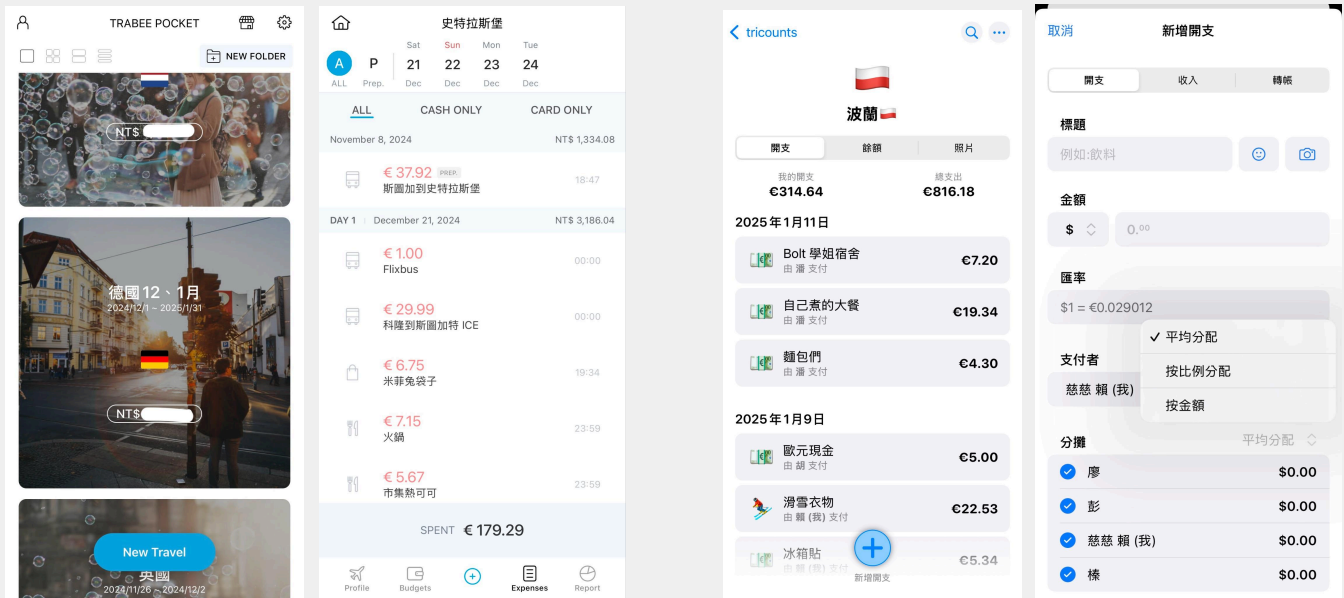 TRABEE POCKET
NEW FOLDER
NT$
德國12、1月
2024/12/1 ~ 2025/1/31
NT$
New Travel
英國
2024/11/26 ~ 2024/12/2
史特拉斯堡
Sat Sun Mon Tue
A P 21 22 23 24
ALL Prep. Dec Dec Dec Dec
ALL CASH ONLY CARD ONLY
November 8, 2024 NT$ 1,334.08
€ 37.92 PREP.
斯圖加到史特拉斯堡
18:47
DAY 1 December 21, 2024 NT$ 3,186.04
€ 1.00
Flixbus
00:00
€ 29.99
科隆到斯圖加特 ICE
00:00
€ 6.75
米菲兔袋子
19:34
€ 7.15
火鍋
23:59
€ 5.67
市集熱可可
23:59
SPENT € 179.29
Profile Budgets Expenses Report
tricounts
波蘭
開支 餘額 照片
我的開支 總支出
€314.64 €816.18
2025年1月11日
Bolt 學姐宿舍
由 潘 支付
€7.20
自己煮的大餐
由 潘 支付
€19.34
麵包們
由 潘 支付
€4.30
2025年1月9日
歐元現金
由 胡 支付
€5.00
滑雪衣物
由 賴 (我) 支付
€22.53
冰箱貼
由 賴 (我) 支付
€5.34
新增開支
取消 新增開支
開支 收入 轉帳
標題
例如:飲料
金額
$ 0.00
匯率
$1 = €0.029012
✓ 平均分配
按比例分配
按金額
支付者
慈慈 賴 (我)
分攤 平均分配
廖 $0.00
彭 $0.00
慈慈 賴 (我) $0.00
榛 $0.00